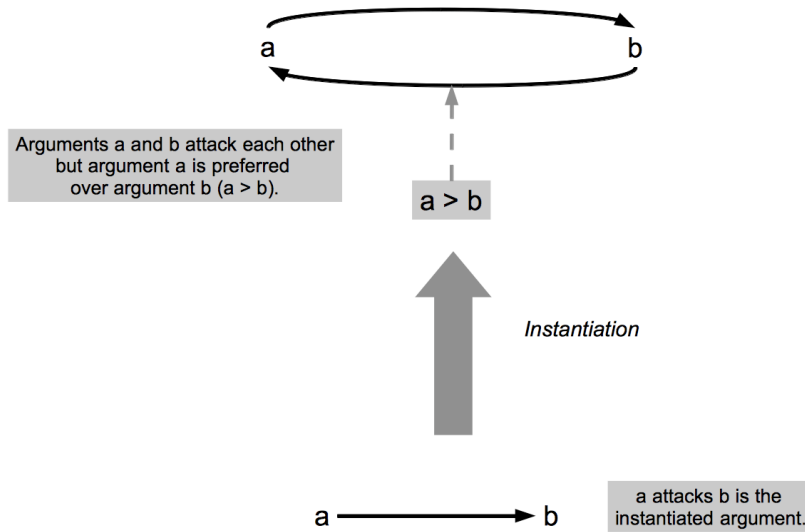 a
b
Arguments a and b attack each other
but argument a is preferred
over argument b (a > b).
a > b
Instantiation
a
b
a attacks b is the
instantiated argument.